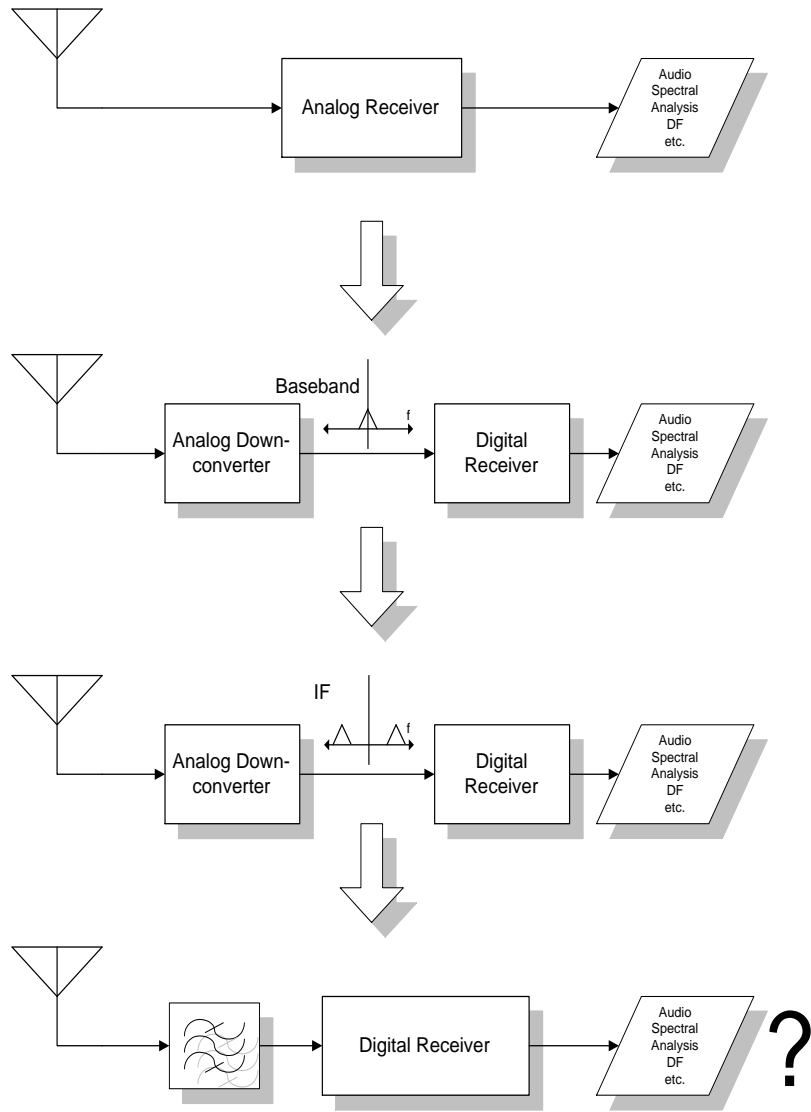 Analog Receiver
Audio
Spectral
Analysis
DF
etc.
Baseband
f
Analog Down-
converter
Digital
Receiver
Audio
Spectral
Analysis
DF
etc.
IF
f
Analog Down-
converter
Digital
Receiver
Audio
Spectral
Analysis
DF
etc.
Digital Receiver
Audio
Spectral
Analysis
DF
etc.
?